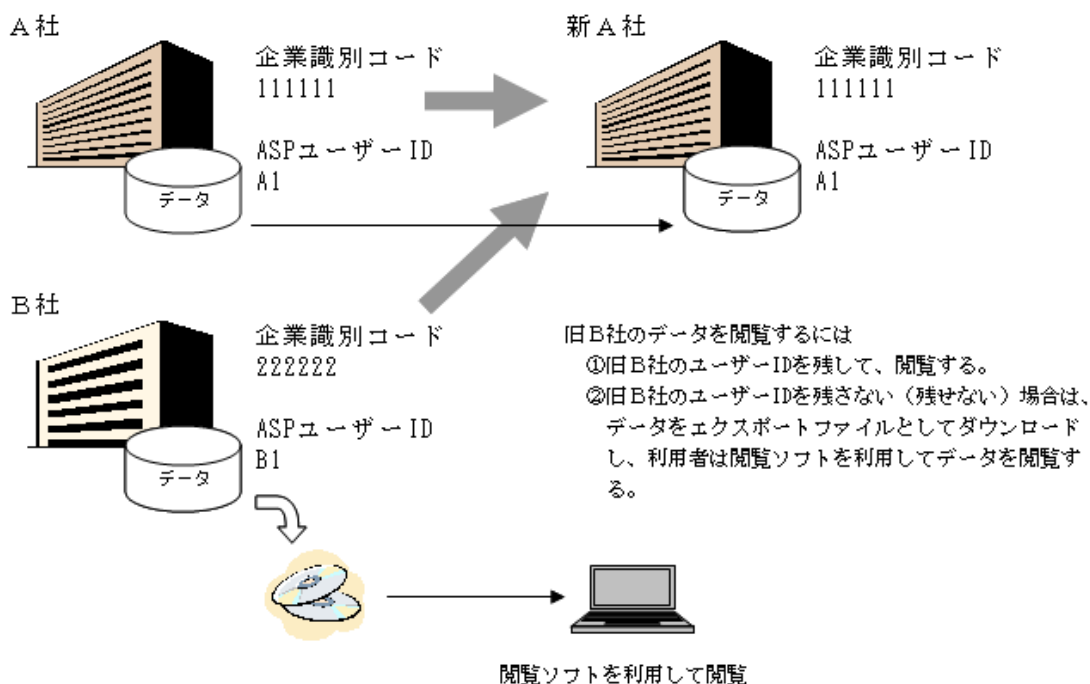 A社
企業識別コード
111111
ASPユーザーID
A1
データ
新A社
企業識別コード
111111
ASPユーザーID
A1
データ
B社
企業識別コード
222222
ASPユーザーID
B1
データ
旧B社のデータを閲覧するには
①旧B社のユーザーIDを残して、閲覧する。
②旧B社のユーザーIDを残さない（残せない）場合は、
データをエクスポートファイルとしてダウンロード
し、利用者は閲覧ソフトを利用してデータを閲覧す
る。
閲覧ソフトを利用して閲覧